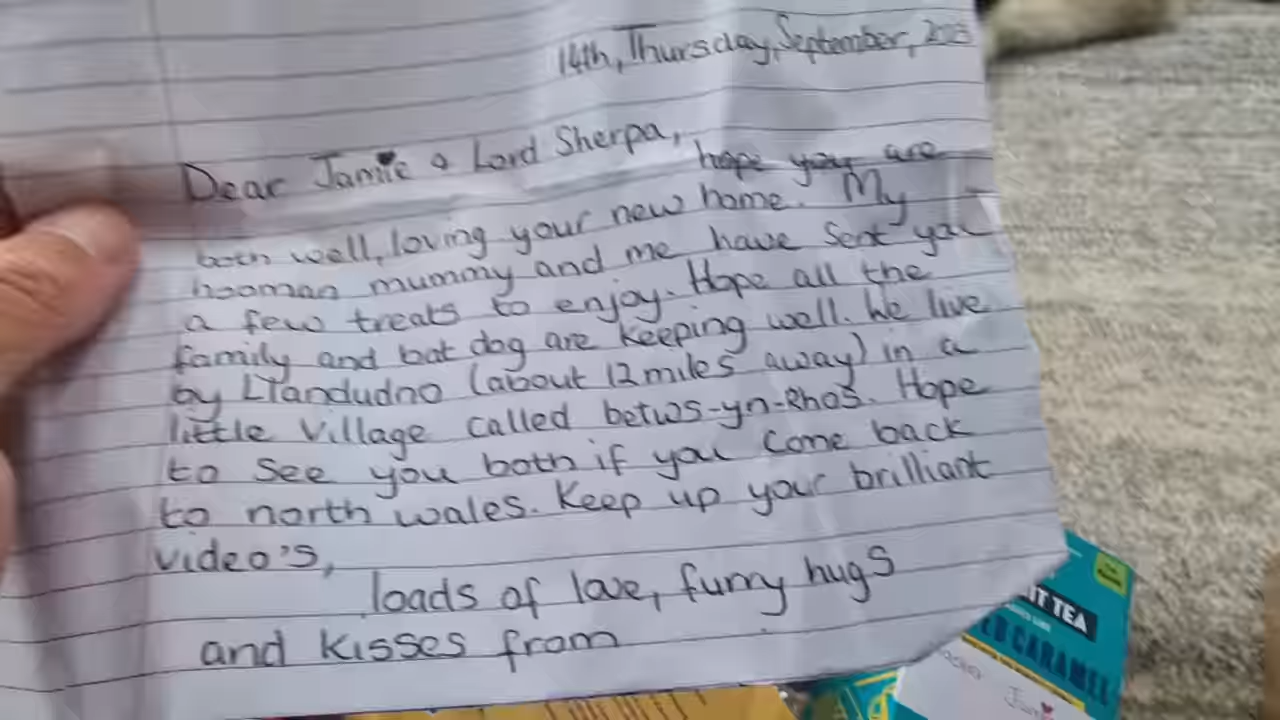 14th, Thursday, September, 2023
Dear Jamie & Lord Sherpa,
hope you are
both well, loving your new home. My
hooman mummy and me have sent you
a few treats to enjoy. Hope all the
family and bat dog are keeping well. We live
by Llandudno (about 12 miles away) in a
little village called betws-yn-Rhos. Hope
to see you both if you come back
to north wales. Keep up your brilliant
video's,
loads of love, furry hugs
and kisses from
IT TEA
CARAMEL